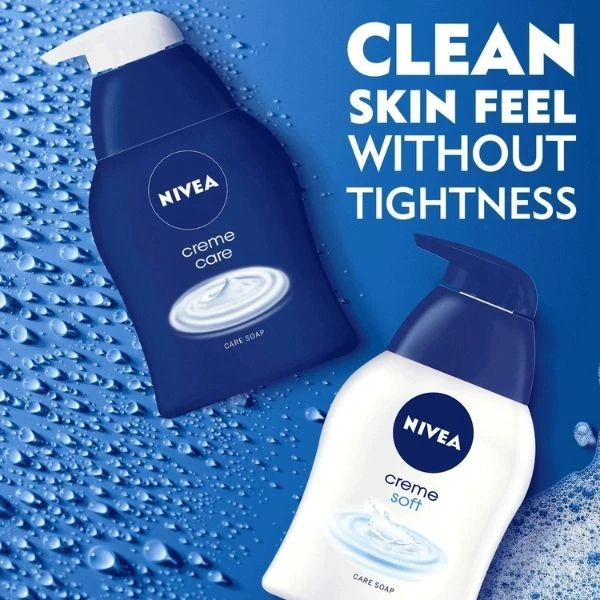 CLEAN
SKIN FEEL
WITHOUT
TIGHTNESS
NIVEA
creme
care
CARE SOAP
NIVEA
creme
soft
CARE SOAP